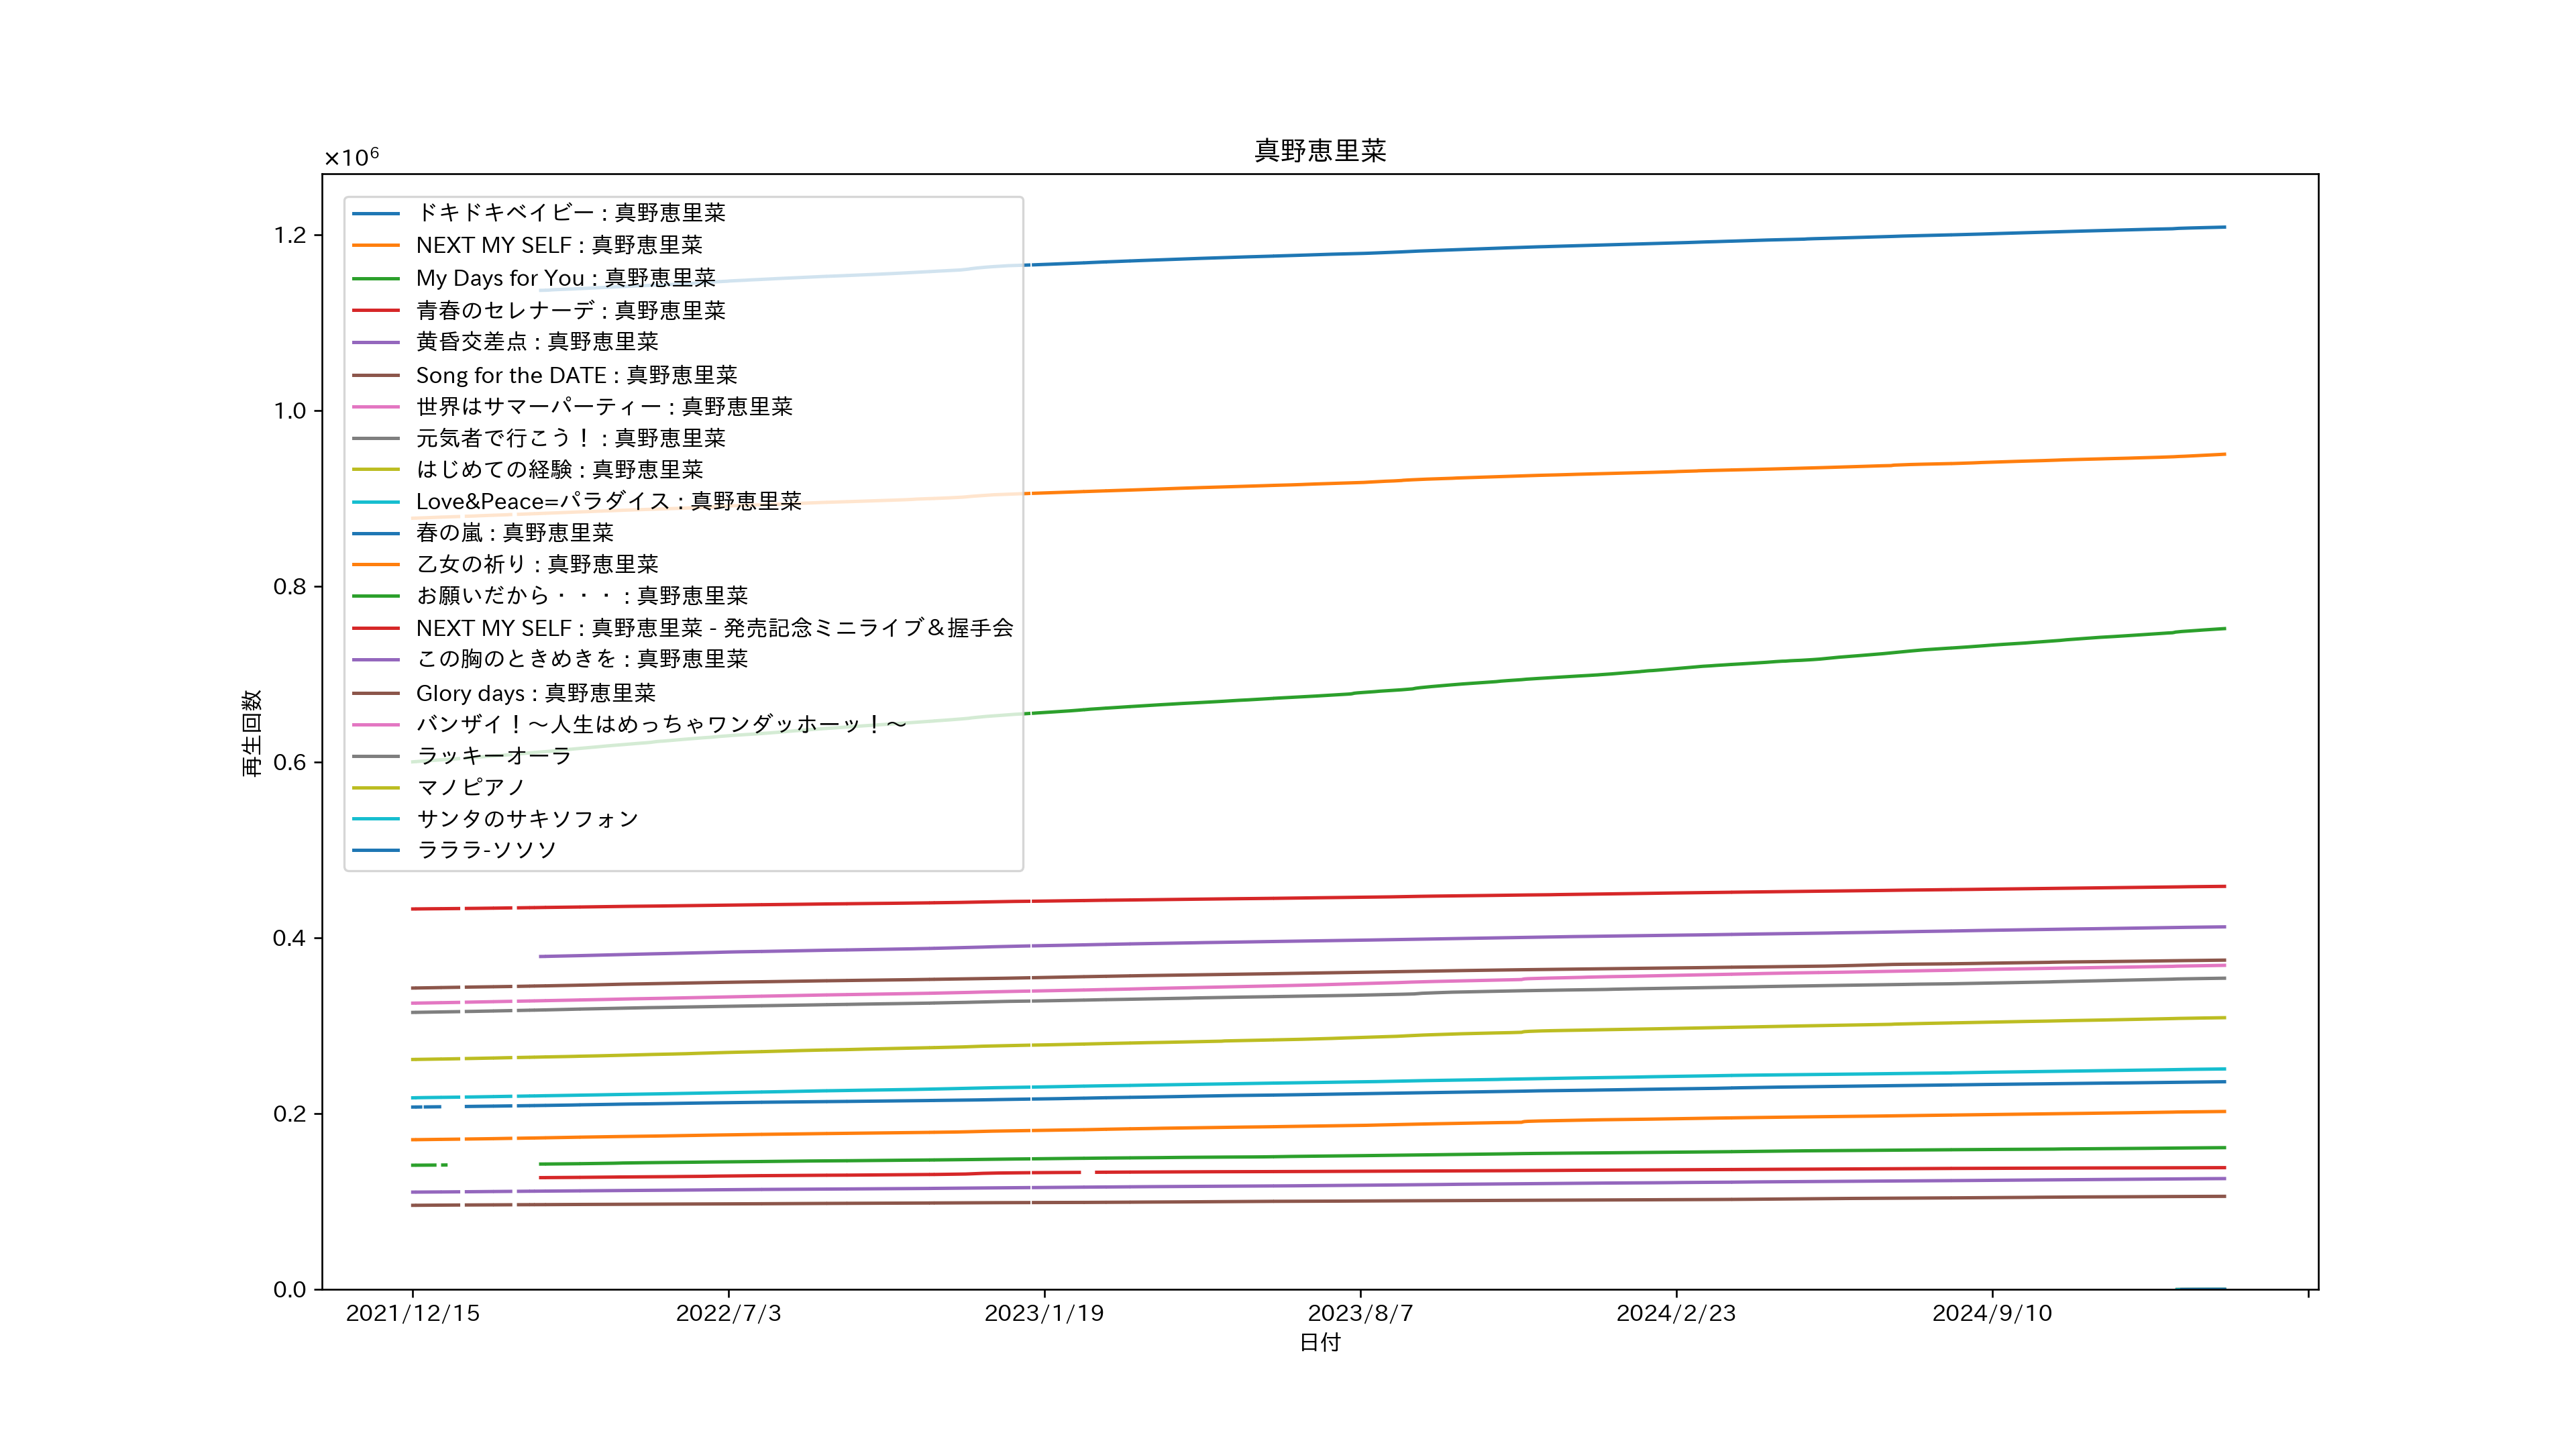 真野恵里菜
×10⁶
ドキドキベイビー : 真野恵里菜
NEXT MY SELF : 真野恵里菜
My Days for You : 真野恵里菜
青春のセレナーデ : 真野恵里菜
黄昏交差点 : 真野恵里菜
Song for the DATE : 真野恵里菜
世界はサマーパーティー : 真野恵里菜
元気者で行こう！ : 真野恵里菜
はじめての経験 : 真野恵里菜
Love&Peace=パラダイス : 真野恵里菜
春の嵐 : 真野恵里菜
乙女の祈り : 真野恵里菜
お願いだから・・・ : 真野恵里菜
NEXT MY SELF : 真野恵里菜 - 発売記念ミニライブ＆握手会
この胸のときめきを : 真野恵里菜
Glory days : 真野恵里菜
バンザイ！～人生はめっちゃワンダッホーッ！～
ラッキーオーラ
マノピアノ
サンタのサキソフォン
ラララ-ソソソ
1.2
1.0
0.8
0.6
0.4
0.2
0.0
再生回数
2021/12/15
2022/7/3
2023/1/19
2023/8/7
2024/2/23
2024/9/10
日付